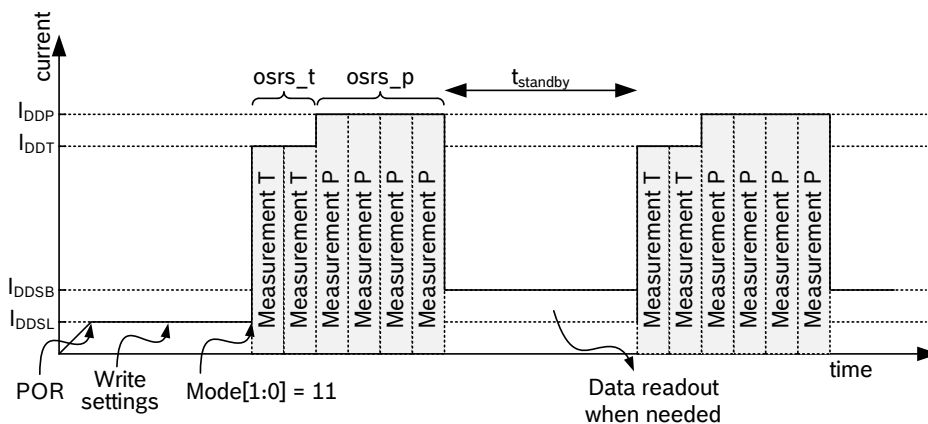 current
osrs_t
osrs_p
tstandby
IDDP
IDDT
Measurement T
Measurement T
Measurement P
Measurement P
Measurement P
Measurement P
Measurement T
Measurement T
Measurement P
Measurement P
Measurement P
Measurement P
IDDSB
IDDSL
time
POR
Write
settings
Mode[1:0] = 11
Data readout
when needed